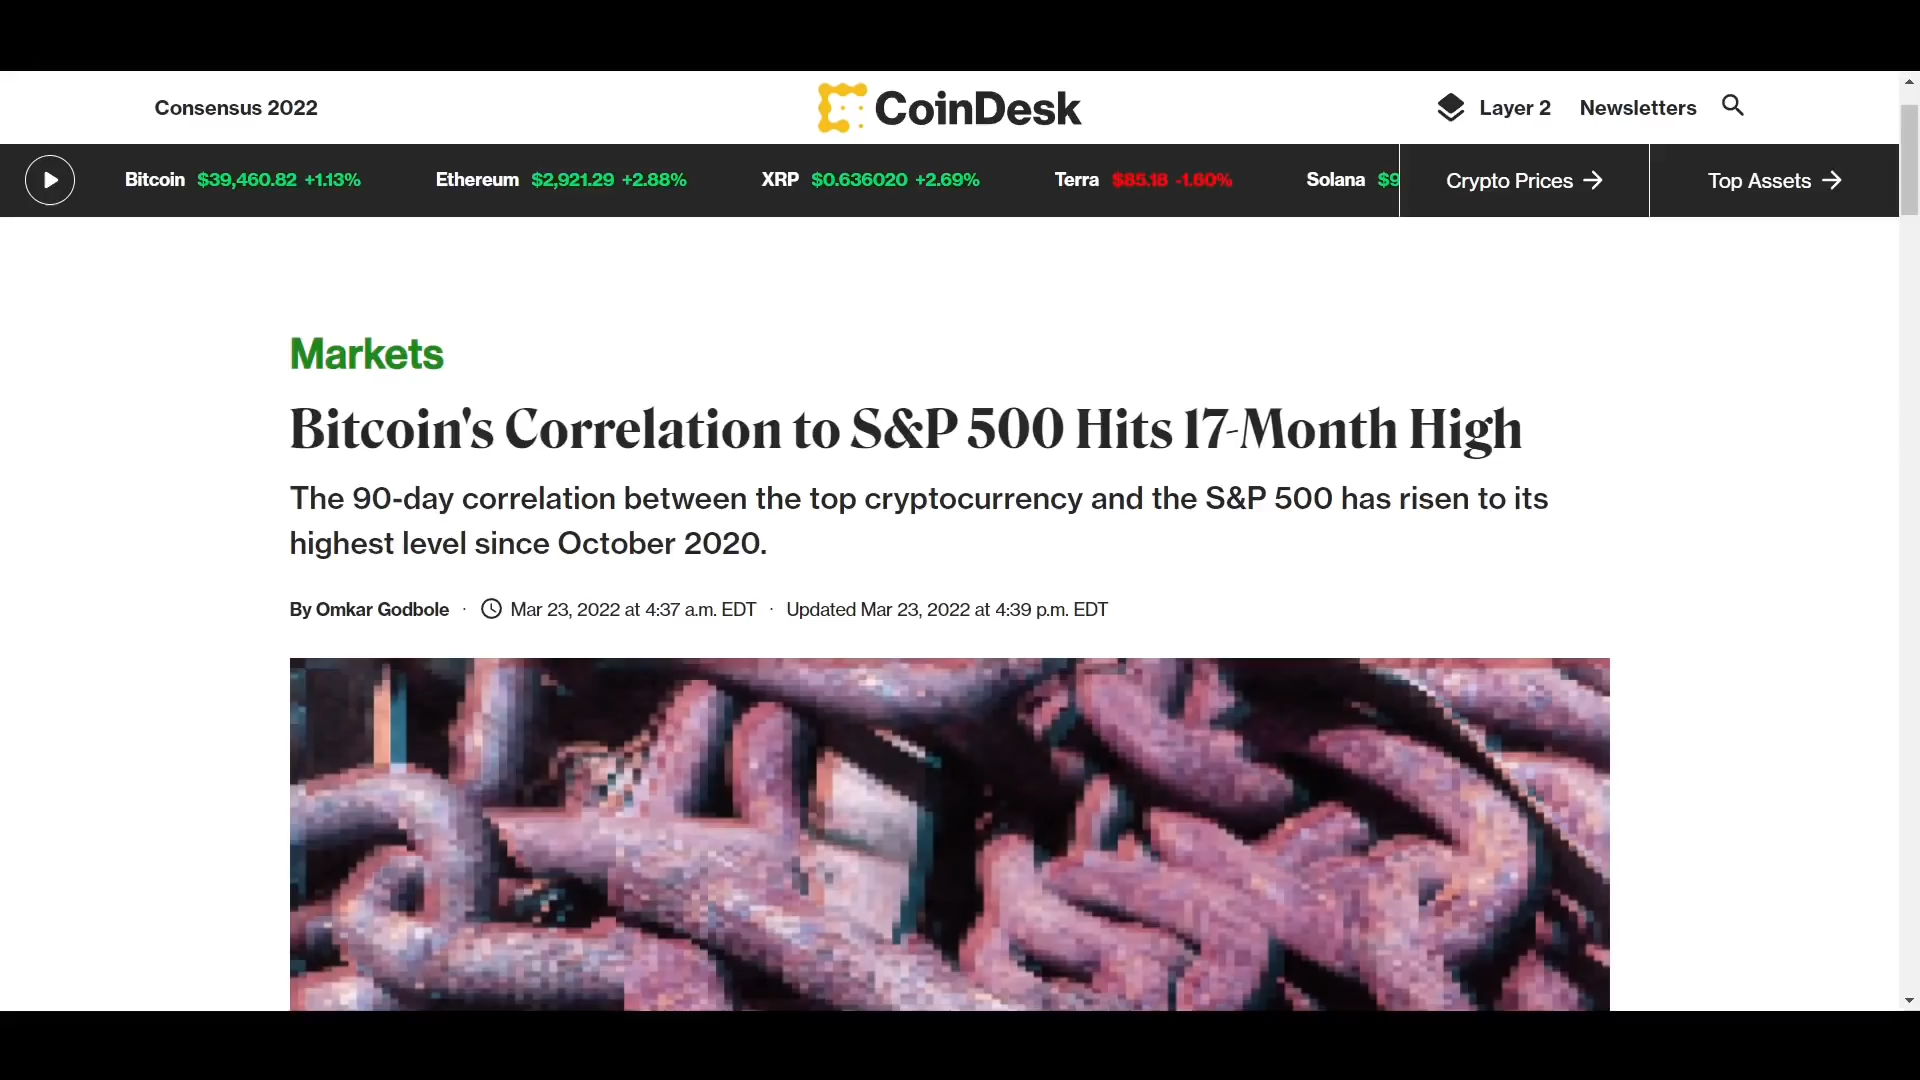 Consensus 2022
CoinDesk
Layer 2
Newsletters
Bitcoin $39,460.82 +1.13%
Ethereum $2,921.29 +2.88%
XRP $0.636020 +2.69%
Terra $85.18 -1.60%
Solana $9
Crypto Prices
Top Assets
Markets
Bitcoin's Correlation to S&P 500 Hits 17-Month High
The 90-day correlation between the top cryptocurrency and the S&P 500 has risen to its
highest level since October 2020.
By Omkar Godbole · Mar 23, 2022 at 4:37 a.m. EDT · Updated Mar 23, 2022 at 4:39 p.m. EDT